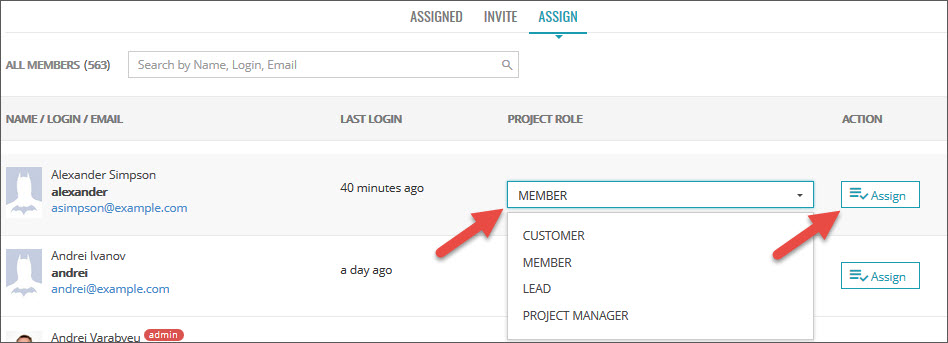 ASSIGNED INVITE ASSIGN
ALL MEMBERS (563) Search by Name, Login, Email
NAME / LOGIN / EMAIL LAST LOGIN PROJECT ROLE ACTION
Alexander Simpson
alexander
asimpson@example.com
40 minutes ago
MEMBER
Assign
CUSTOMER
MEMBER
LEAD
PROJECT MANAGER
Andrei Ivanov
andrei
andrei@example.com
a day ago
Assign
Andrei Varabyeu admin